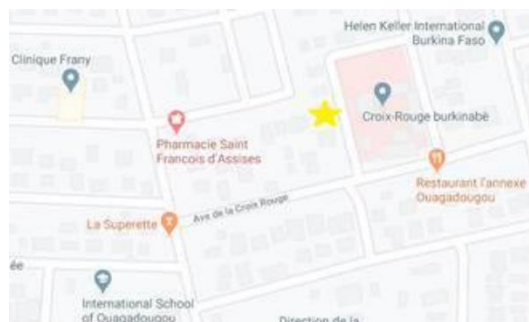 Helen Keller International
Burkina Faso
Clinique Frany
Croix-Rouge burkinabè
Pharmacie Saint
Francois d'Assises
Restaurant l'annexe
Ouagadougou
Ave de la Croix Rouge
La Superette
ée
International School
of Ouagadougou
Direction de la